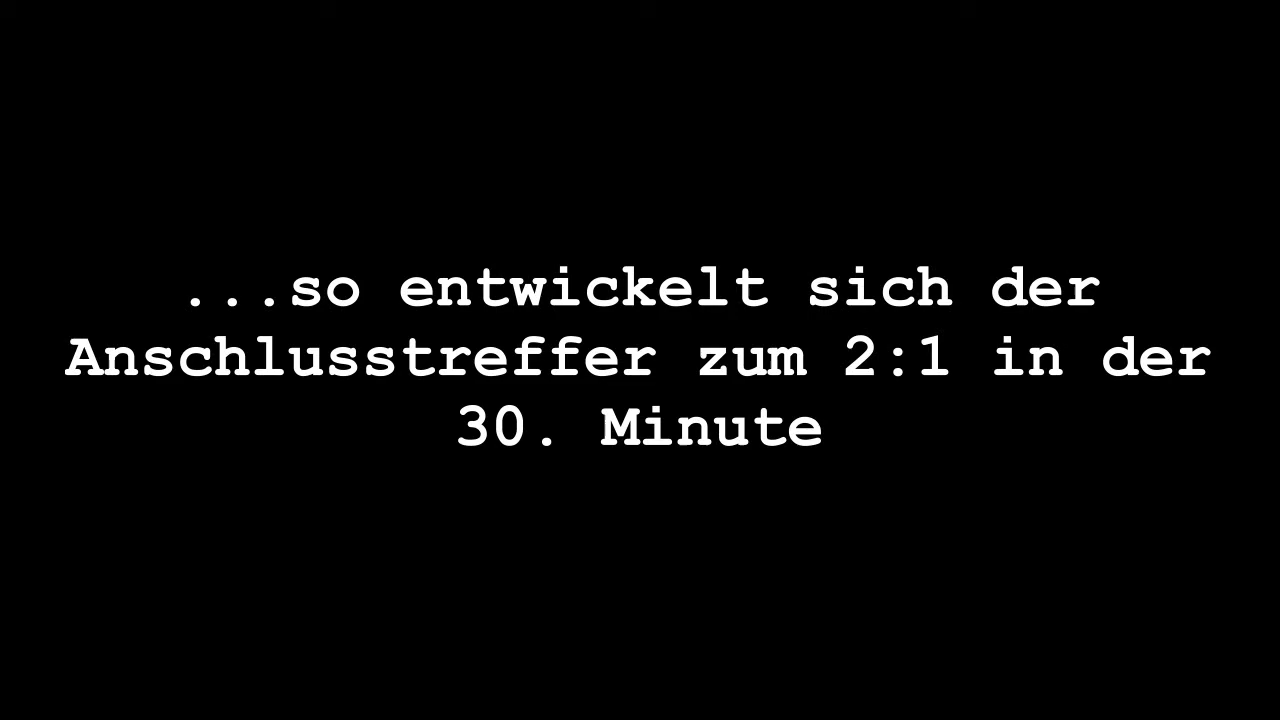 ...so entwickelt sich der
Anschlusstreffer zum 2:1 in der
30. Minute